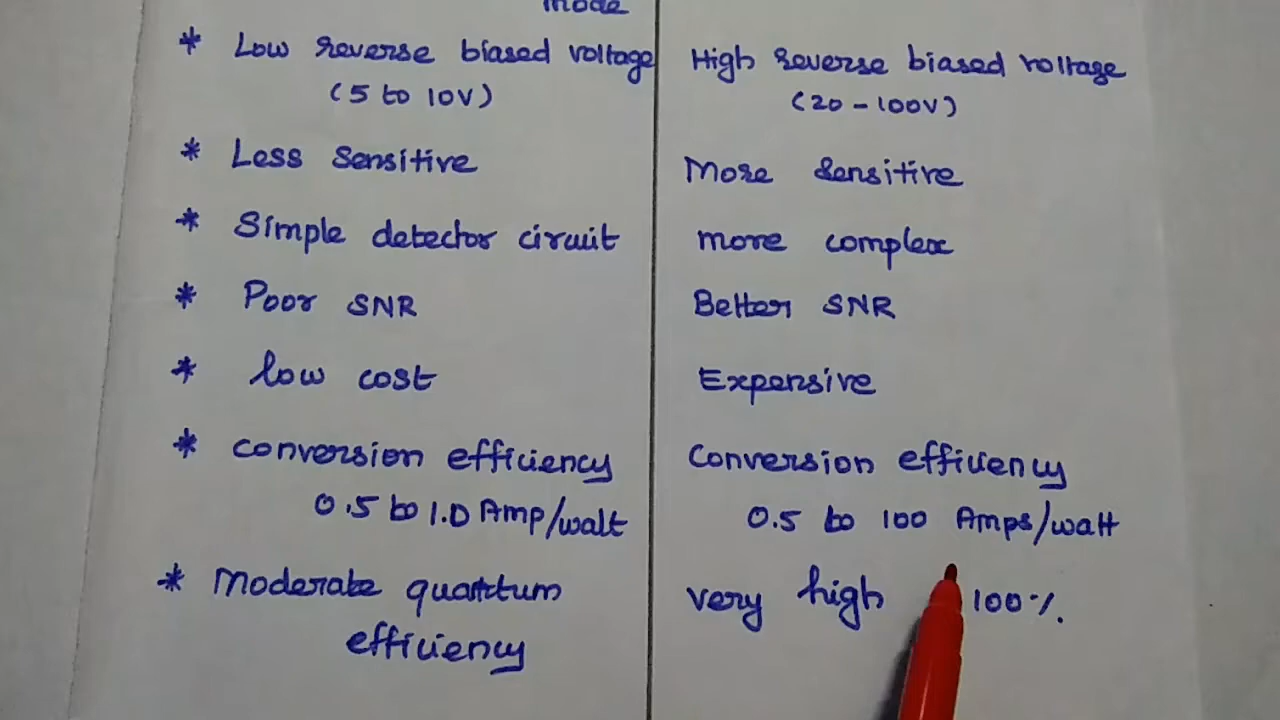 mode
* Low reverse biased voltage
(5 to 10V)
* Less Sensitive
* Simple detector circuit
* Poor SNR
* low cost
* conversion efficiency
0.5 to 1.0 Amp/watt
* Moderate quantum
efficiency
High reverse biased voltage
(20 - 100V)
More Sensitive
more complex
Better SNR
Expensive
Conversion efficency
0.5 to 100 Amps/watt
very high 100%.